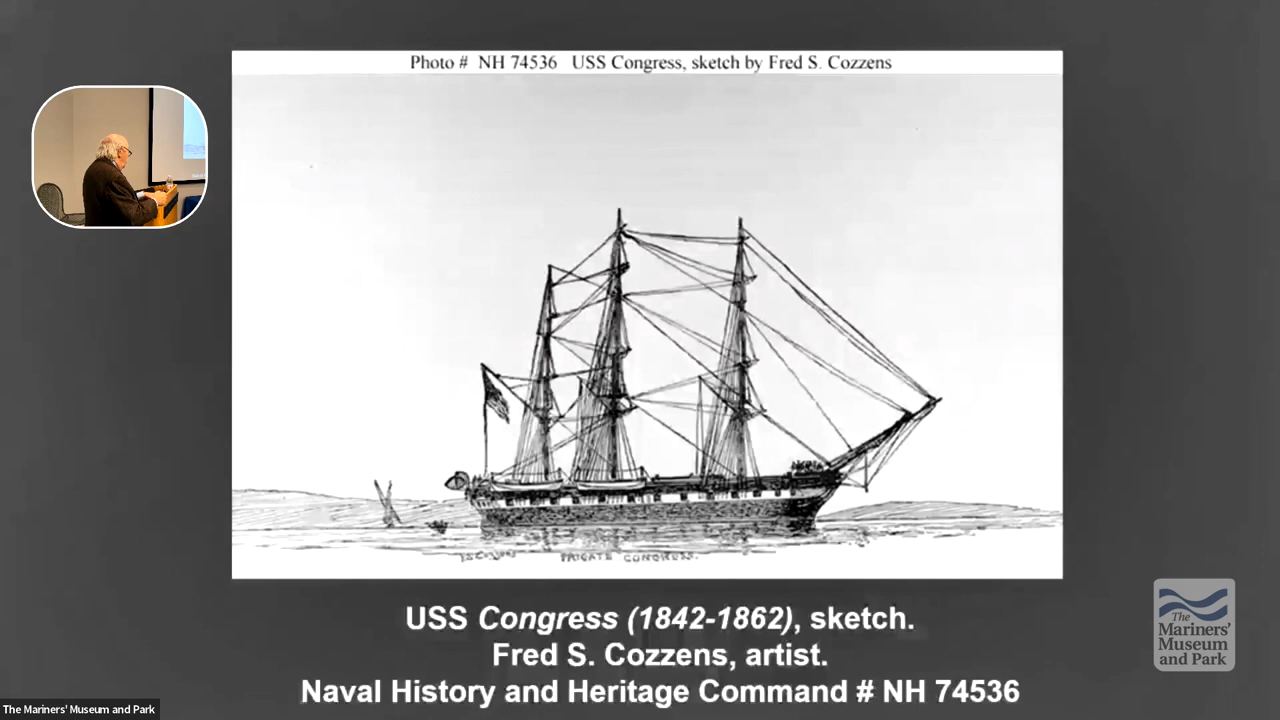 Photo # NH 74536 USS Congress, sketch by Fred S. Cozzens
FRIGATE CONGRESS.
USS Congress (1842-1862), sketch.
Fred S. Cozzens, artist.
Naval History and Heritage Command # NH 74536
The
Mariners'
Museum
and Park
The Mariners' Museum and Park